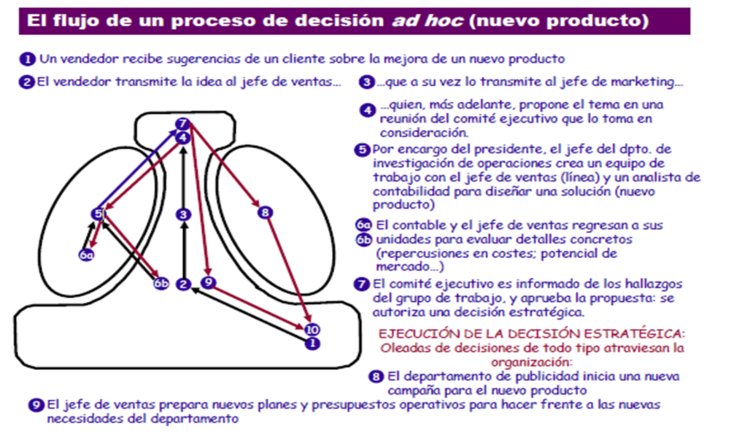 El flujo de un proceso de decisión ad hoc (nuevo producto)
1 Un vendedor recibe sugerencias de un cliente sobre la mejora de un nuevo producto
2 El vendedor transmite la idea al jefe de ventas...
3 ...que a su vez lo transmite al jefe de marketing...
4 ...quien, más adelante, propone el tema en una
reunión del comité ejecutivo que lo toma en
consideración.
5 Por encargo del presidente, el jefe del dpto. de
investigación de operaciones crea un equipo de
trabajo con el jefe de ventas (línea) y un analista de
contabilidad para diseñar una solución (nuevo
producto)
6a El contable y el jefe de ventas regresan a sus
6b unidades para evaluar detalles concretos
(repercusiones en costes; potencial de
mercado...)
7 El comité ejecutivo es informado de los hallazgos
del grupo de trabajo, y aprueba la propuesta: se
autoriza una decisión estratégica.
EJECUCIÓN DE LA DECISIÓN ESTRATÉGICA:
Oleadas de decisiones de todo tipo atraviesan la
organización:
8 El departamento de publicidad inicia una nueva
campaña para el nuevo producto
9 El jefe de ventas prepara nuevos planes y presupuestos operativos para hacer frente a las nuevas
necesidades del departamento
7
4
5
3
8
6a
6b
2
9
10
1